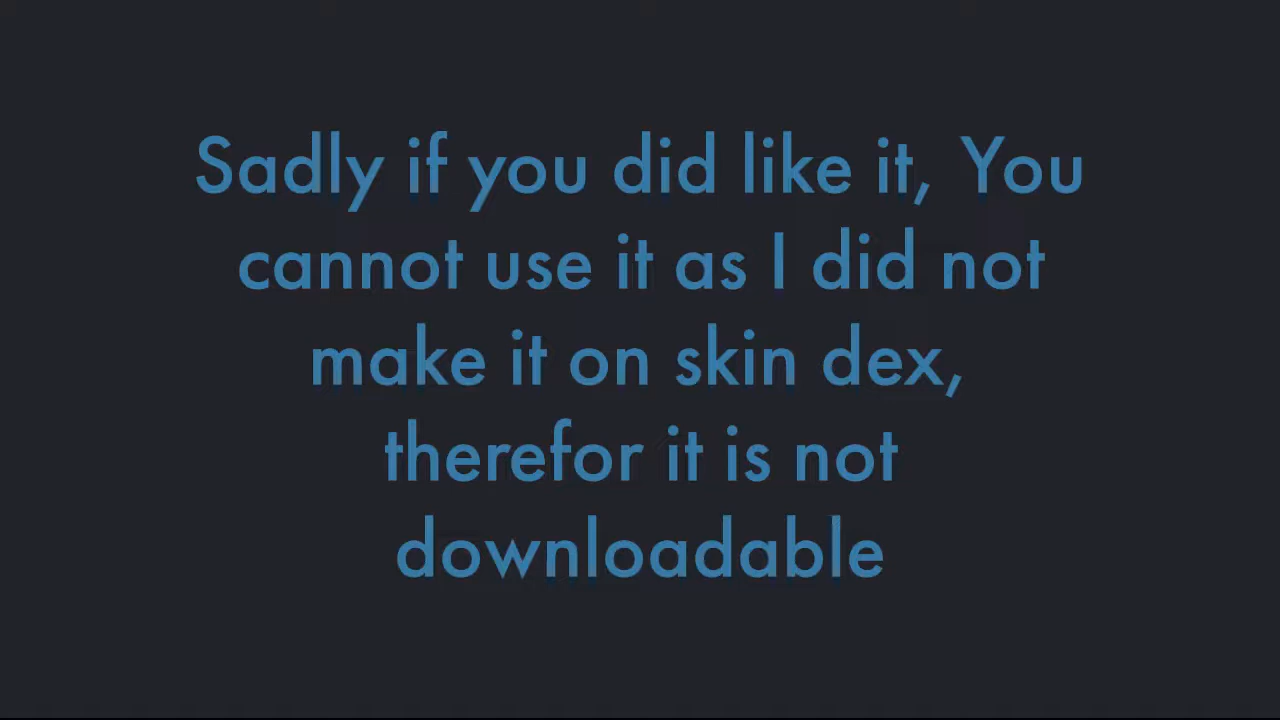 Sadly if you did like it, You
cannot use it as I did not
make it on skin dex,
therefor it is not
downloadable